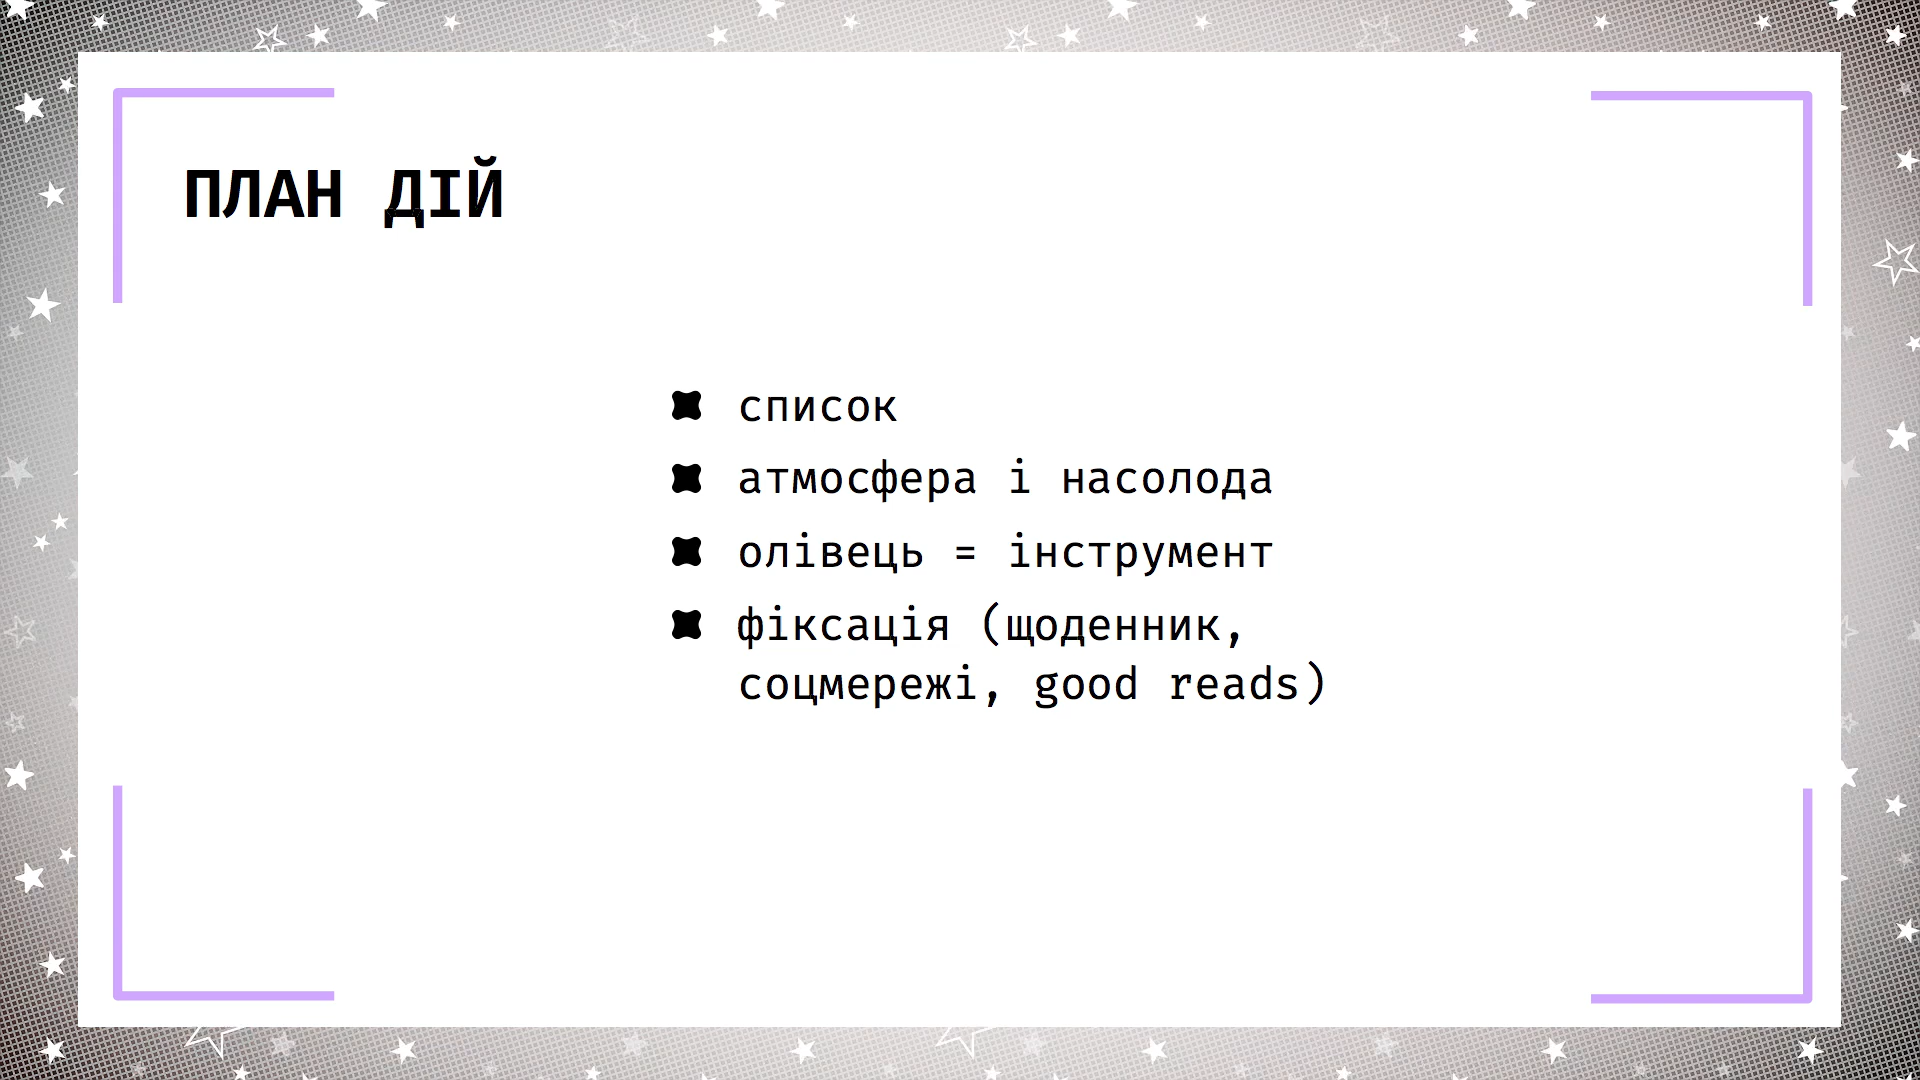 ПЛАН ДІЙ
список
атмосфера і насолода
олівець = інструмент
фіксація (щоденник,
соцмережі, good reads)